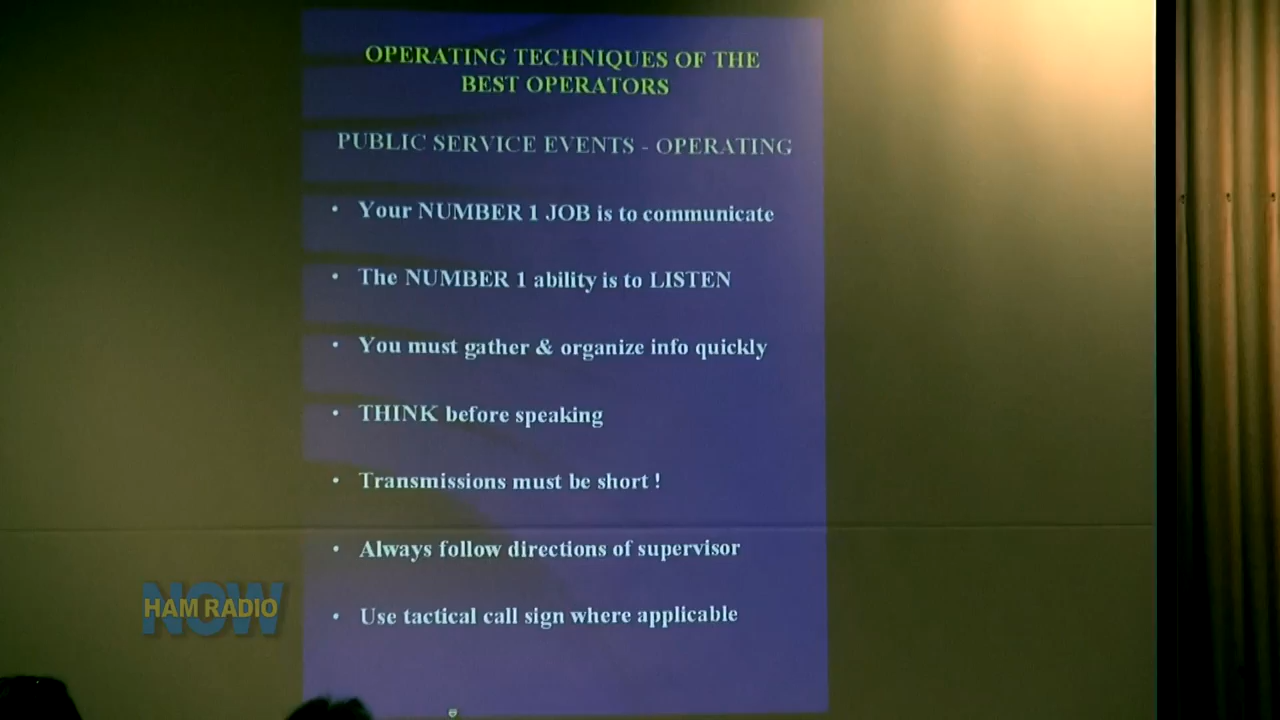 OPERATING TECHNIQUES OF THE
BEST OPERATORS
PUBLIC SERVICE EVENTS - OPERATING
• Your NUMBER 1 JOB is to communicate
• The NUMBER 1 ability is to LISTEN
• You must gather & organize info quickly
• THINK before speaking
• Transmissions must be short !
• Always follow directions of supervisor
• Use tactical call sign where applicable
NOW
HAM RADIO